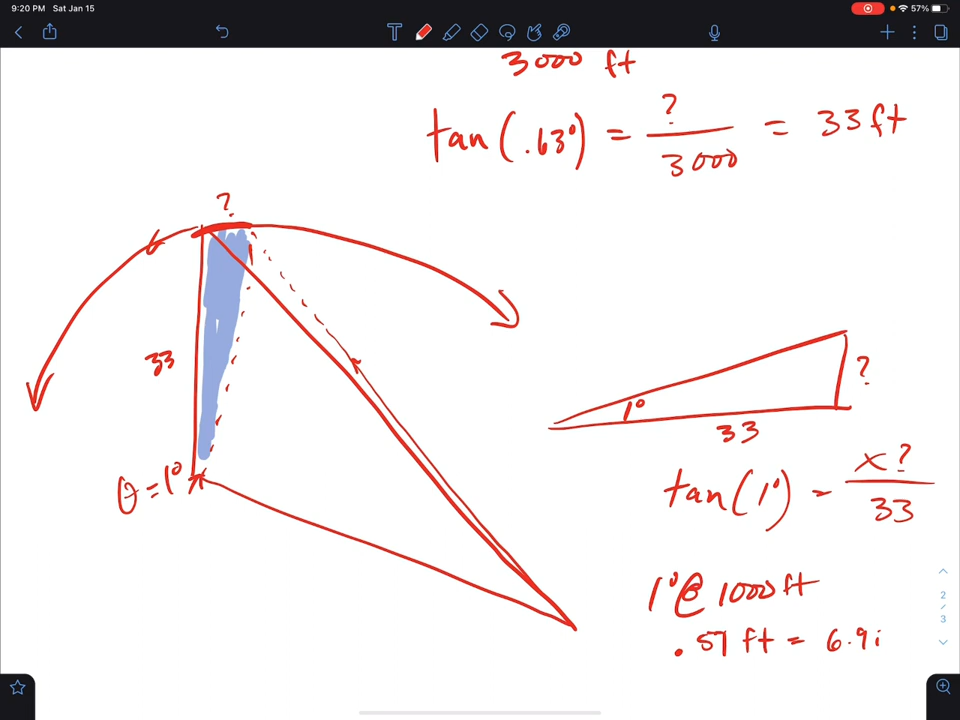 9:20 PM Sat Jan 15
57%
3000 ft
tan(.63°) = ?/3000 = 33 ft
?
33
θ = 1°
1°
?
33
tan(1°) = x ?/33
1° @ 1000 ft
.57 ft = 6.9 i
2
/
3